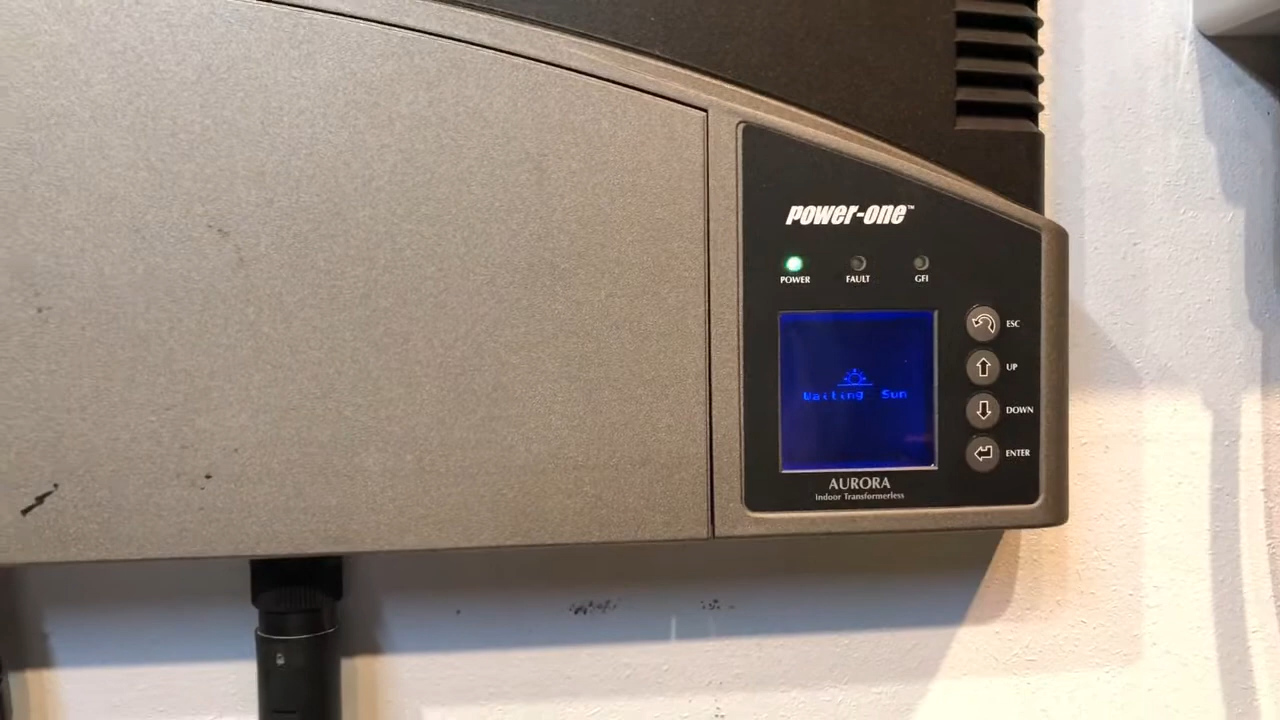 power-one™
POWER FAULT GFI
ESC
UP
Waiting Sun
DOWN
ENTER
AURORA
Indoor Transformerless